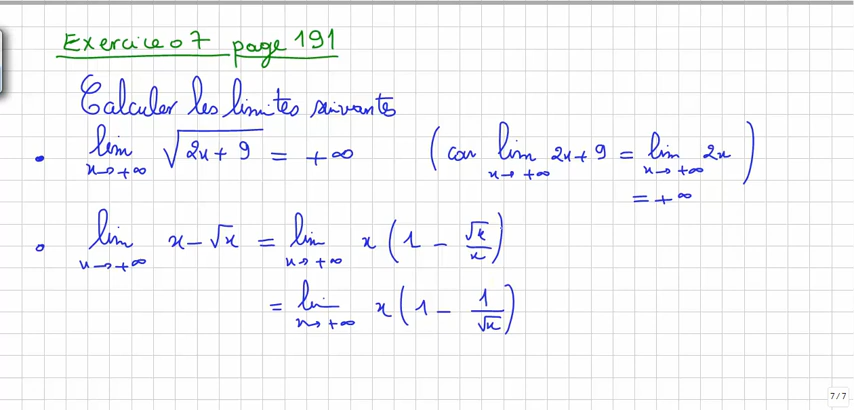 Exercice 07 page 191
Calculer les limites suivantes
• lim x→+∞ √(2x+9) = +∞ (car lim x→+∞ 2x+9 = lim x→+∞ 2x
= +∞)
• lim x→+∞ x-√x = lim x→+∞ x(1 - √x/x)
= lim x→+∞ x(1 - 1/√x)
7/7